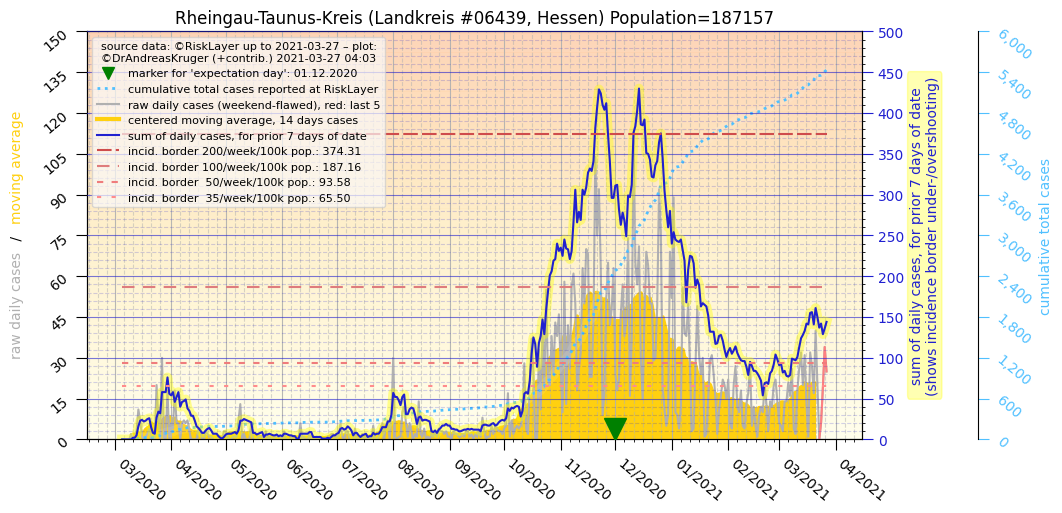 Rheingau-Taunus-Kreis (Landkreis #06439, Hessen) Population=187157
source data: ©RiskLayer up to 2021-03-27 – plot:
©DrAndreasKruger (+contrib.) 2021-03-27 04:03
marker for 'expectation day': 01.12.2020
cumulative total cases reported at RiskLayer
raw daily cases (weekend-flawed), red: last 5
centered moving average, 14 days cases
sum of daily cases, for prior 7 days of date
incid. border 200/week/100k pop.: 374.31
incid. border 100/week/100k pop.: 187.16
incid. border  50/week/100k pop.: 93.58
incid. border  35/week/100k pop.: 65.50
raw daily cases  /  moving average
150
135
120
105
90
75
60
45
30
15
0
03/2020
04/2020
05/2020
06/2020
07/2020
08/2020
09/2020
10/2020
11/2020
12/2020
01/2021
02/2021
03/2021
04/2021
500
450
400
350
300
250
200
150
100
50
0
sum of daily cases, for prior 7 days of date
(shows incidence border under-/overshooting)
6,000
5,400
4,800
4,200
3,600
3,000
2,400
1,800
1,200
600
0
cumulative total cases